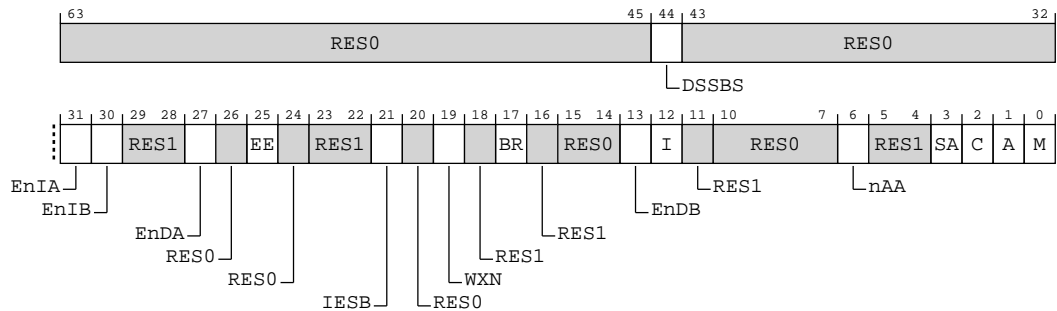 63 45 44 43 32
RES0 RES0
DSSBS
31 30 29 28 27 26 25 24 23 22 21 20 19 18 17 16 15 14 13 12 11 10 7 6 5 4 3 2 1 0
RES1 EE RES1 BR RES0 I RES0 RES1 SA C A M
EnIA RES1 nAA
EnIB EnDB
EnDA RES1
RES0 RES1
RES0 WXN
IESB RES0